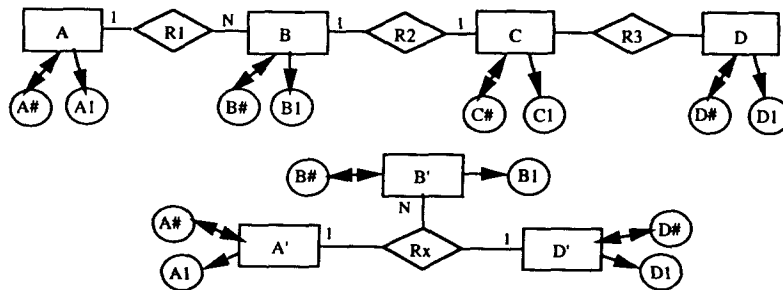 A 1 R1 N B 1 R2 1 C R3 D
A# A1 B# B1 C# C1 D# D1
B# B' B1
N
A# A1 A' 1 Rx 1 D' D# D1